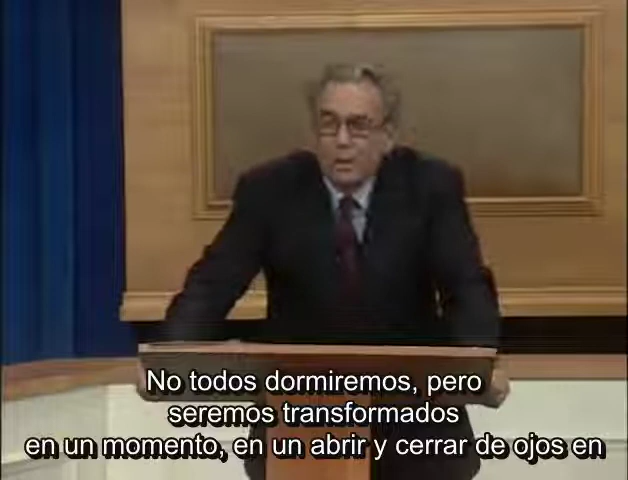 No todos dormiremos, pero
seremos transformados
en un momento, en un abrir y cerrar de ojos en